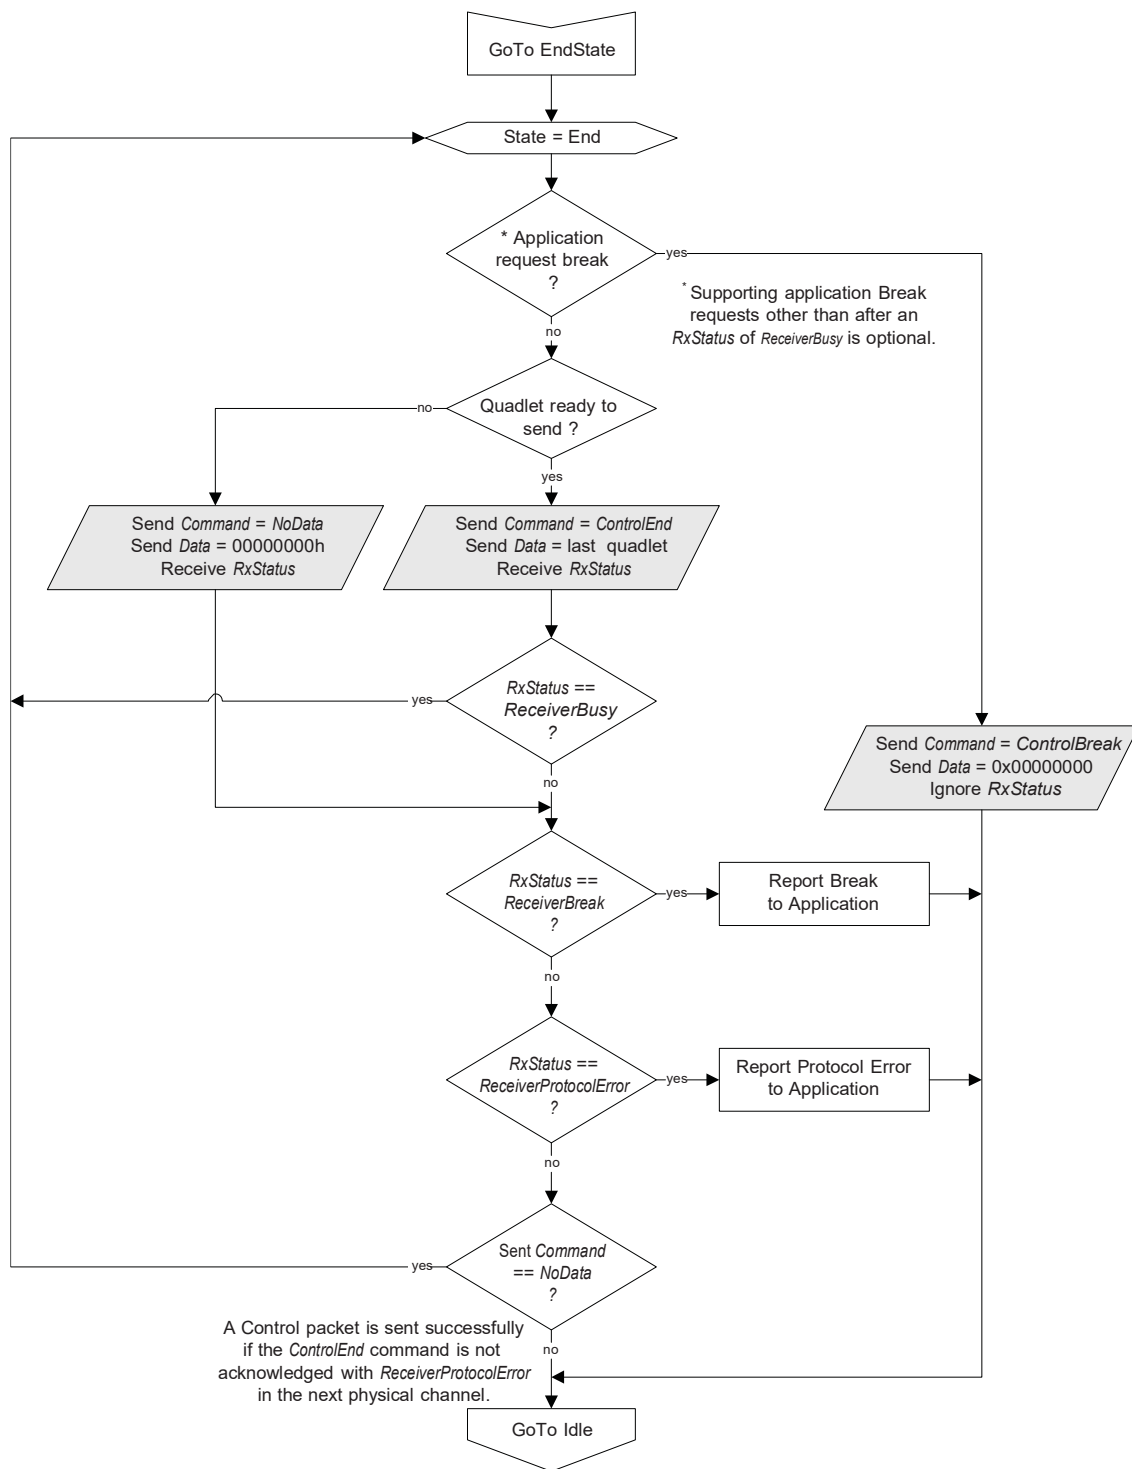 GoTo EndState
State = End
* Application
request break
?
yes
* Supporting application Break
requests other than after an
RxStatus of ReceiverBusy is optional.
no
Quadlet ready to
send ?
no
yes
Send Command = NoData
Send Data = 00000000h
Receive RxStatus
Send Command = ControlEnd
Send Data = last quadlet
Receive RxStatus
RxStatus ==
ReceiverBusy
?
yes
no
Send Command = ControlBreak
Send Data = 0x00000000
Ignore RxStatus
RxStatus ==
ReceiverBreak
?
yes
Report Break
to Application
no
RxStatus ==
ReceiverProtocolError
?
yes
Report Protocol Error
to Application
no
Sent Command
== NoData
?
yes
no
A Control packet is sent successfully
if the ControlEnd command is not
acknowledged with ReceiverProtocolError
in the next physical channel.
GoTo Idle